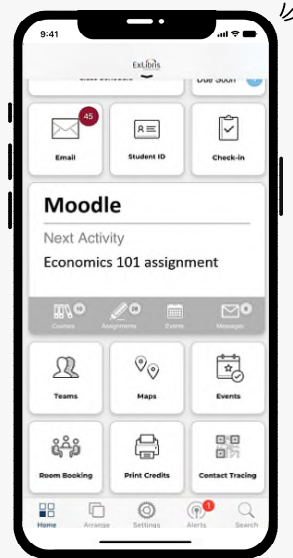 9:41
ExLibris
Due Soon
45
Email
Student ID
Check-in
Moodle
Next Activity
Economics 101 assignment
Courses
Assignments
Events
Messages
Teams
Maps
Events
Room Booking
Print Credits
Contact Tracing
1
Home
Arrange
Settings
Alerts
Search